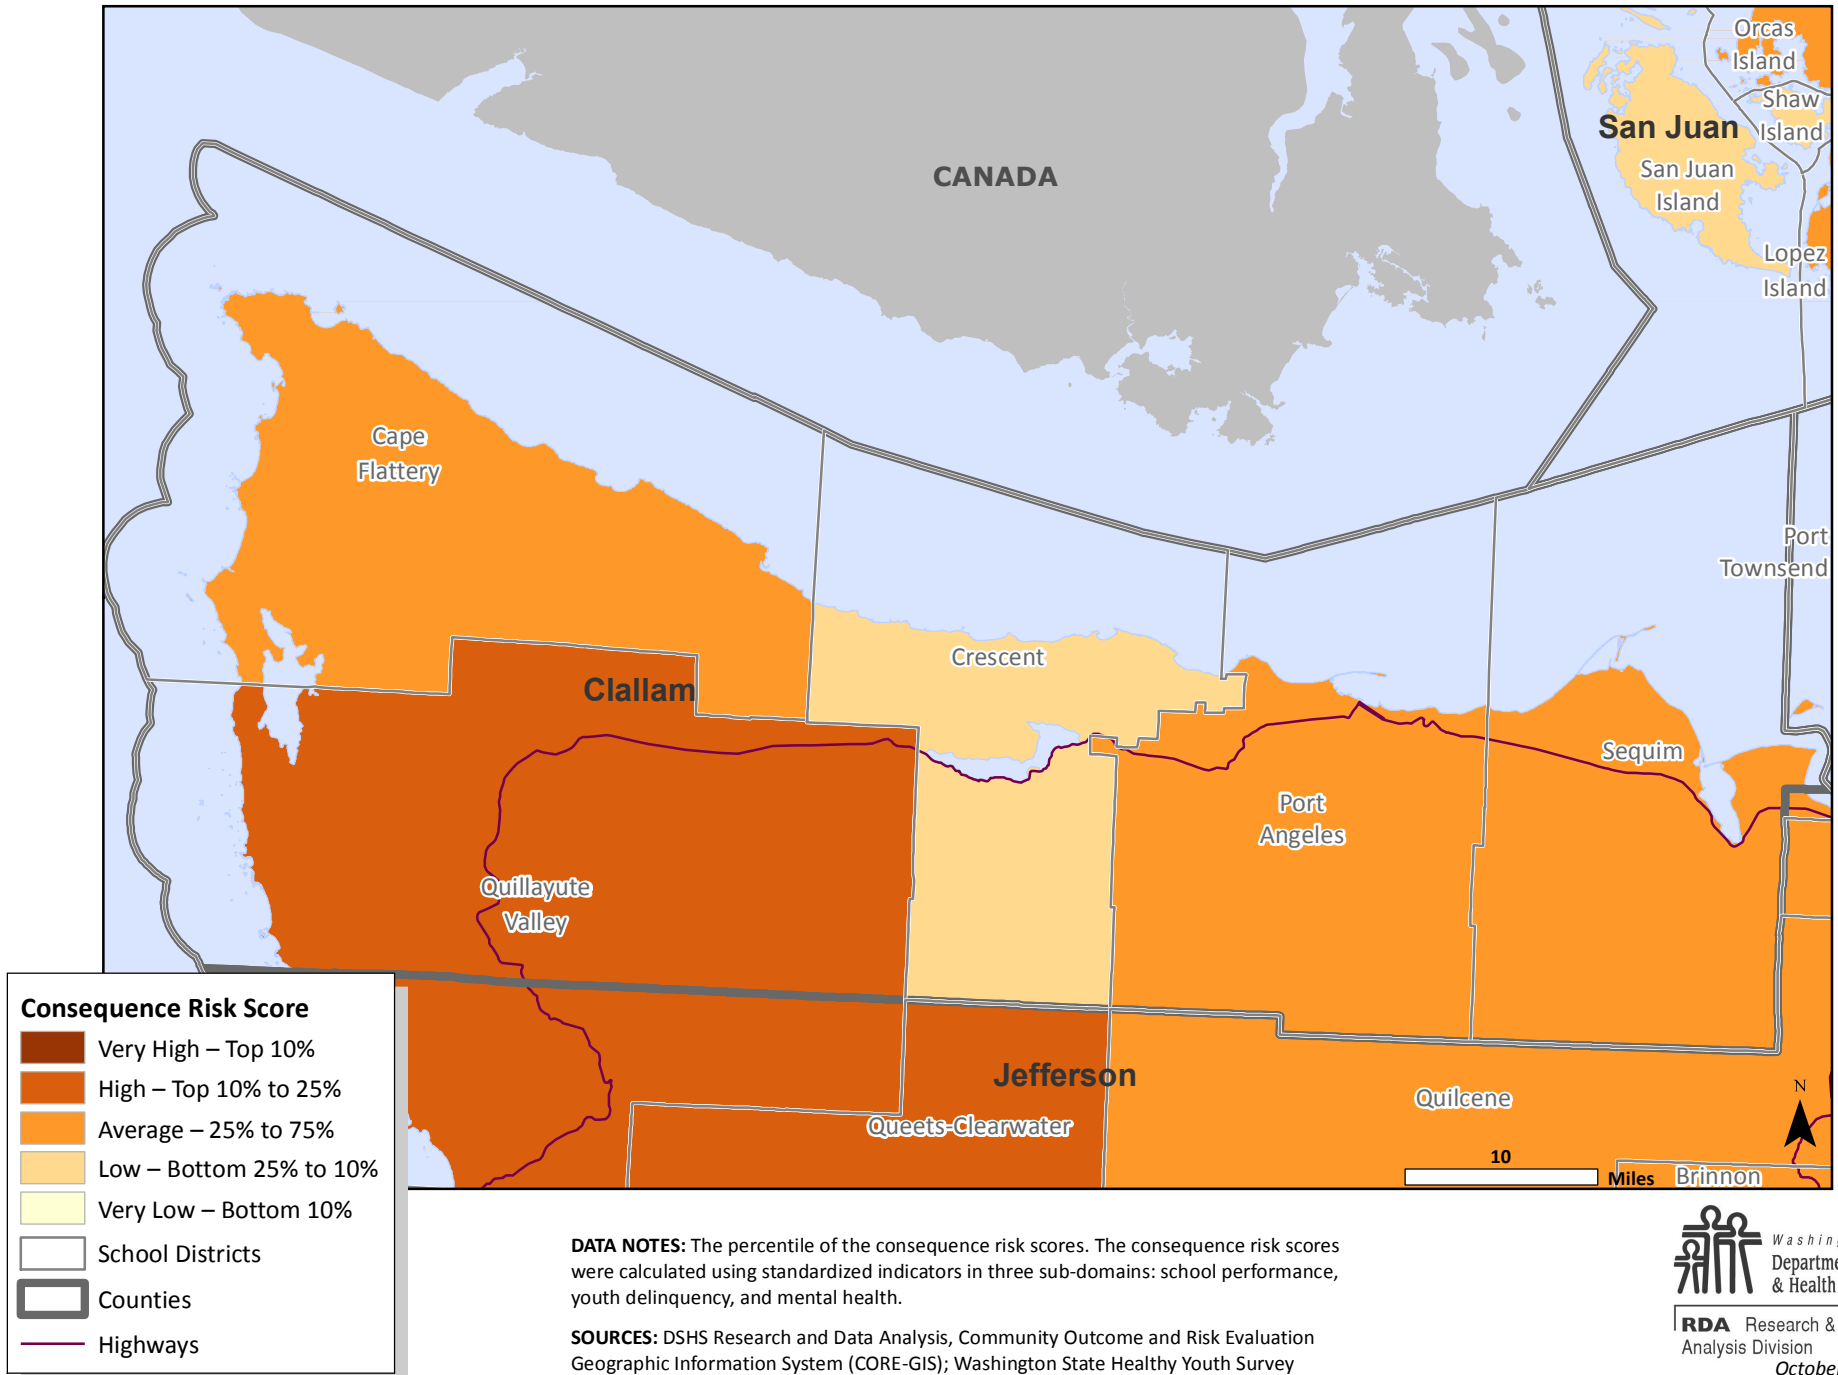 Orcas
Island
Shaw
Island
San Juan
San Juan
Island
Lopez
Island
CANADA
Cape
Flattery
Port
Townsend
Crescent
Clallam
Sequim
Port
Angeles
Quillayute
Valley
Jefferson
Quilcene
Queets-Clearwater
N
10
Miles
Brinnon
Consequence Risk Score
Very High – Top 10%
High – Top 10% to 25%
Average – 25% to 75%
Low – Bottom 25% to 10%
Very Low – Bottom 10%
School Districts
Counties
Highways
DATA NOTES: The percentile of the consequence risk scores. The consequence risk scores
were calculated using standardized indicators in three sub-domains: school performance,
youth delinquency, and mental health.
SOURCES: DSHS Research and Data Analysis, Community Outcome and Risk Evaluation
Geographic Information System (CORE-GIS); Washington State Healthy Youth Survey
Washin
Departme
& Health
RDA Research &
Analysis Division
October